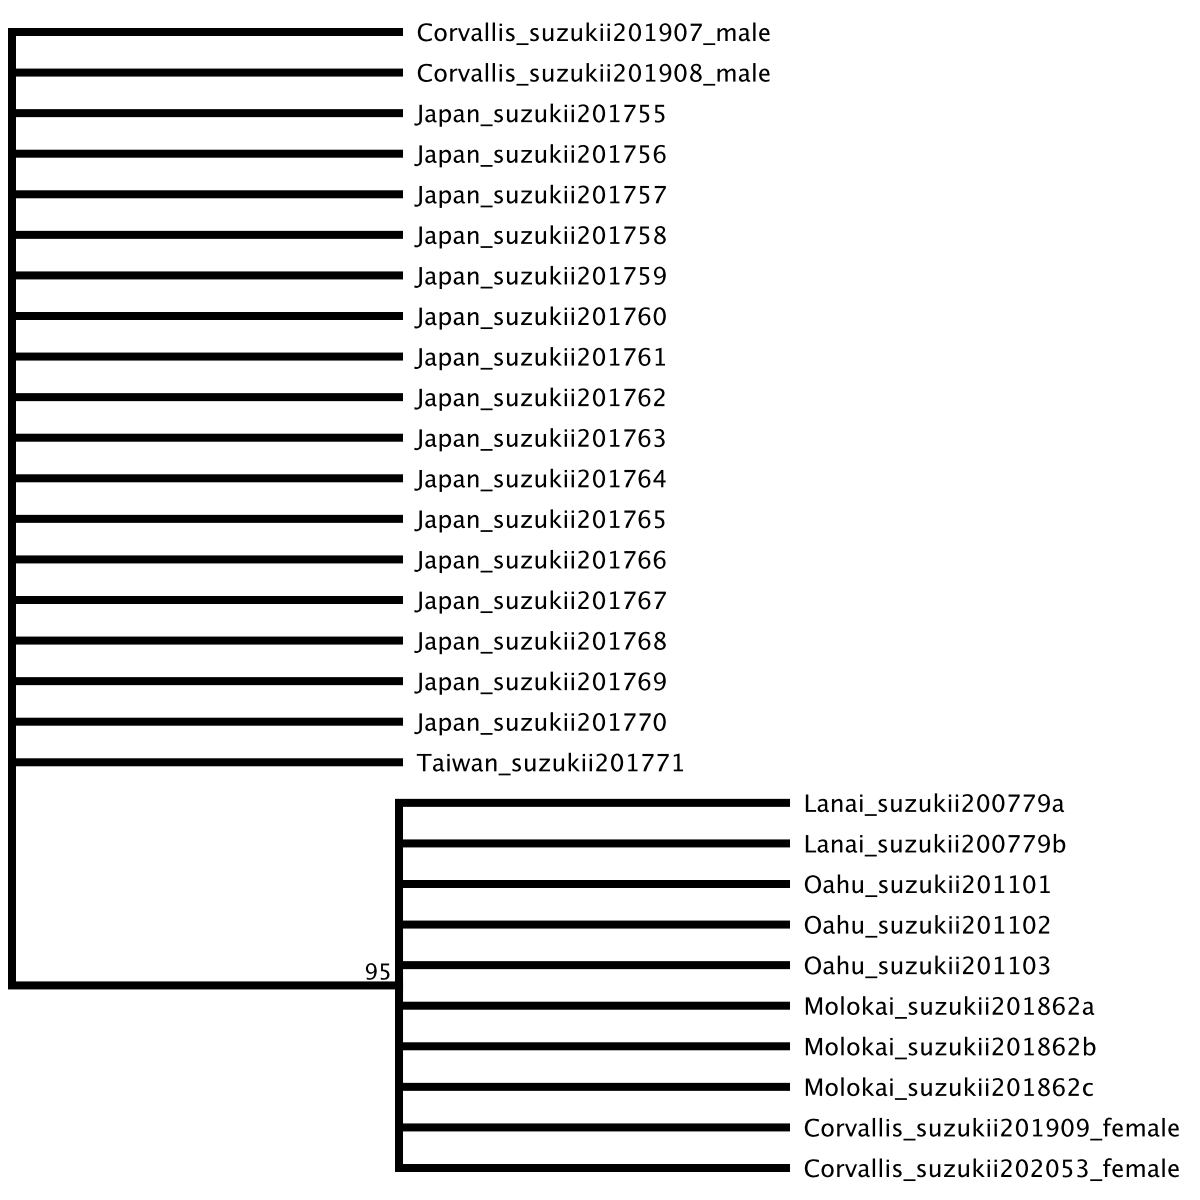 Corvallis_suzukii201907_male
Corvallis_suzukii201908_male
Japan_suzukii201755
Japan_suzukii201756
Japan_suzukii201757
Japan_suzukii201758
Japan_suzukii201759
Japan_suzukii201760
Japan_suzukii201761
Japan_suzukii201762
Japan_suzukii201763
Japan_suzukii201764
Japan_suzukii201765
Japan_suzukii201766
Japan_suzukii201767
Japan_suzukii201768
Japan_suzukii201769
Japan_suzukii201770
Taiwan_suzukii201771
Lanai_suzukii200779a
Lanai_suzukii200779b
Oahu_suzukii201101
Oahu_suzukii201102
Oahu_suzukii201103
95
Molokai_suzukii201862a
Molokai_suzukii201862b
Molokai_suzukii201862c
Corvallis_suzukii201909_female
Corvallis_suzukii202053_female